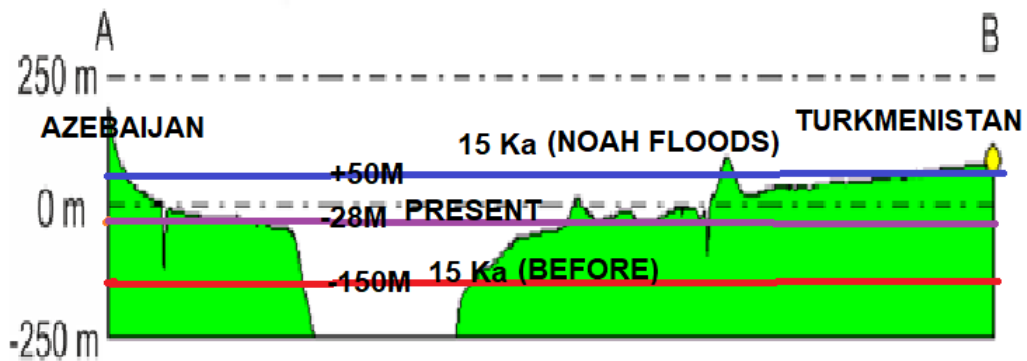 A
B
250 m
AZEBAIJAN
15 Ka (NOAH FLOODS)
TURKMENISTAN
+50M
0 m
-28M PRESENT
-150M 15 Ka (BEFORE)
-250 m